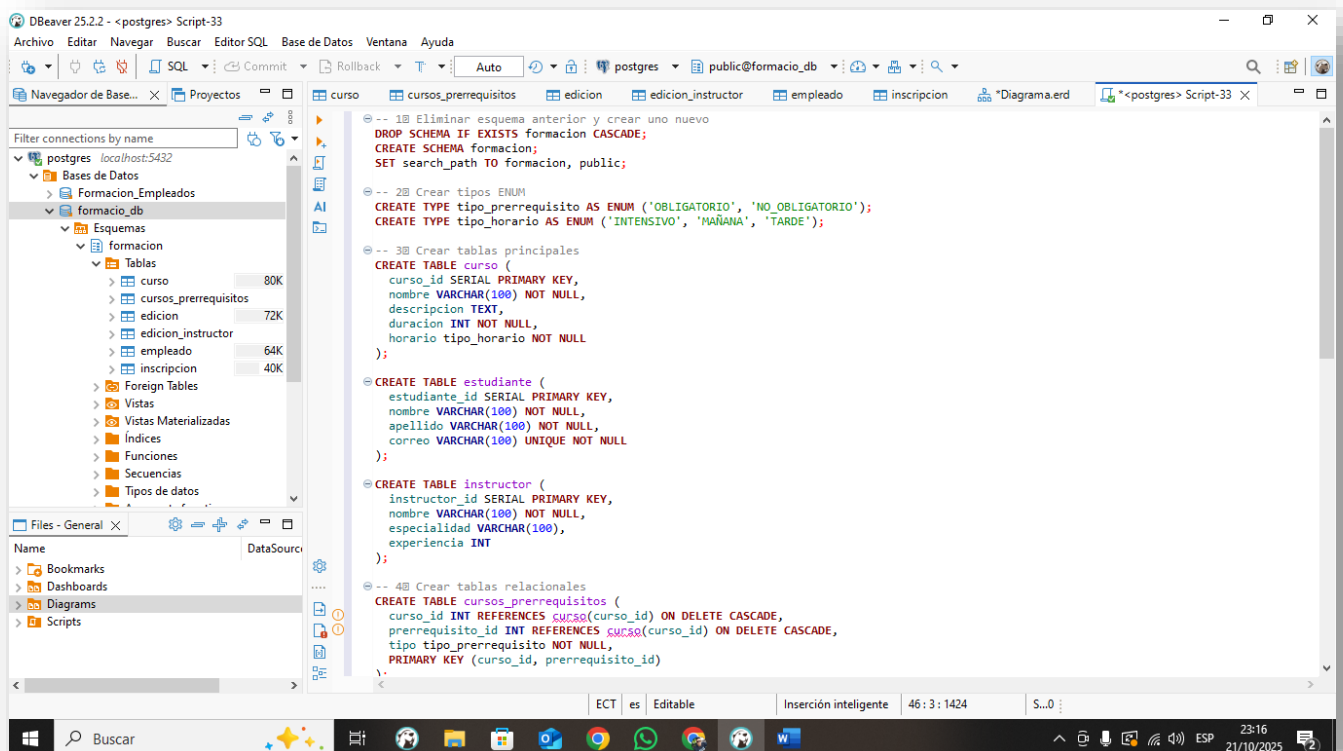 DBeaver 25.2.2 - <postgres> Script-33
Archivo Editar Navegar Buscar Editor SQL Base de Datos Ventana Ayuda
SQL Commit Rollback T Auto postgres public@formacio_db
Navegador de Base... Proyectos
curso cursos_prerrequisitos edicion edicion_instructor empleado inscripcion *Diagrama.erd *<postgres> Script-33
Filter connections by name
postgres localhost:5432
Bases de Datos
Formacion_Empleados
formacio_db
Esquemas
formacion
Tablas
curso 80K
cursos_prerrequisitos
edicion 72K
edicion_instructor
empleado 64K
inscripcion 40K
Foreign Tables
Vistas
Vistas Materializadas
Índices
Funciones
Secuencias
Tipos de datos
Files - General
Name DataSourc
Bookmarks
Dashboards
Diagrams
Scripts
AI
-- 1 Eliminar esquema anterior y crear uno nuevo
DROP SCHEMA IF EXISTS formacion CASCADE;
CREATE SCHEMA formacion;
SET search_path TO formacion, public;
-- 2 Crear tipos ENUM
CREATE TYPE tipo_prerrequisito AS ENUM ('OBLIGATORIO', 'NO_OBLIGATORIO');
CREATE TYPE tipo_horario AS ENUM ('INTENSIVO', 'MAÑANA', 'TARDE');
-- 3 Crear tablas principales
CREATE TABLE curso (
curso_id SERIAL PRIMARY KEY,
nombre VARCHAR(100) NOT NULL,
descripcion TEXT,
duracion INT NOT NULL,
horario tipo_horario NOT NULL
);
CREATE TABLE estudiante (
estudiante_id SERIAL PRIMARY KEY,
nombre VARCHAR(100) NOT NULL,
apellido VARCHAR(100) NOT NULL,
correo VARCHAR(100) UNIQUE NOT NULL
);
CREATE TABLE instructor (
instructor_id SERIAL PRIMARY KEY,
nombre VARCHAR(100) NOT NULL,
especialidad VARCHAR(100),
experiencia INT
);
-- 4 Crear tablas relacionales
CREATE TABLE cursos_prerrequisitos (
curso_id INT REFERENCES curso(curso_id) ON DELETE CASCADE,
prerrequisito_id INT REFERENCES curso(curso_id) ON DELETE CASCADE,
tipo tipo_prerrequisito NOT NULL,
PRIMARY KEY (curso_id, prerrequisito_id)
);
ECT es Editable Inserción inteligente 46 : 3 : 1424 S...0
Buscar
ESP
23:16
21/10/2025